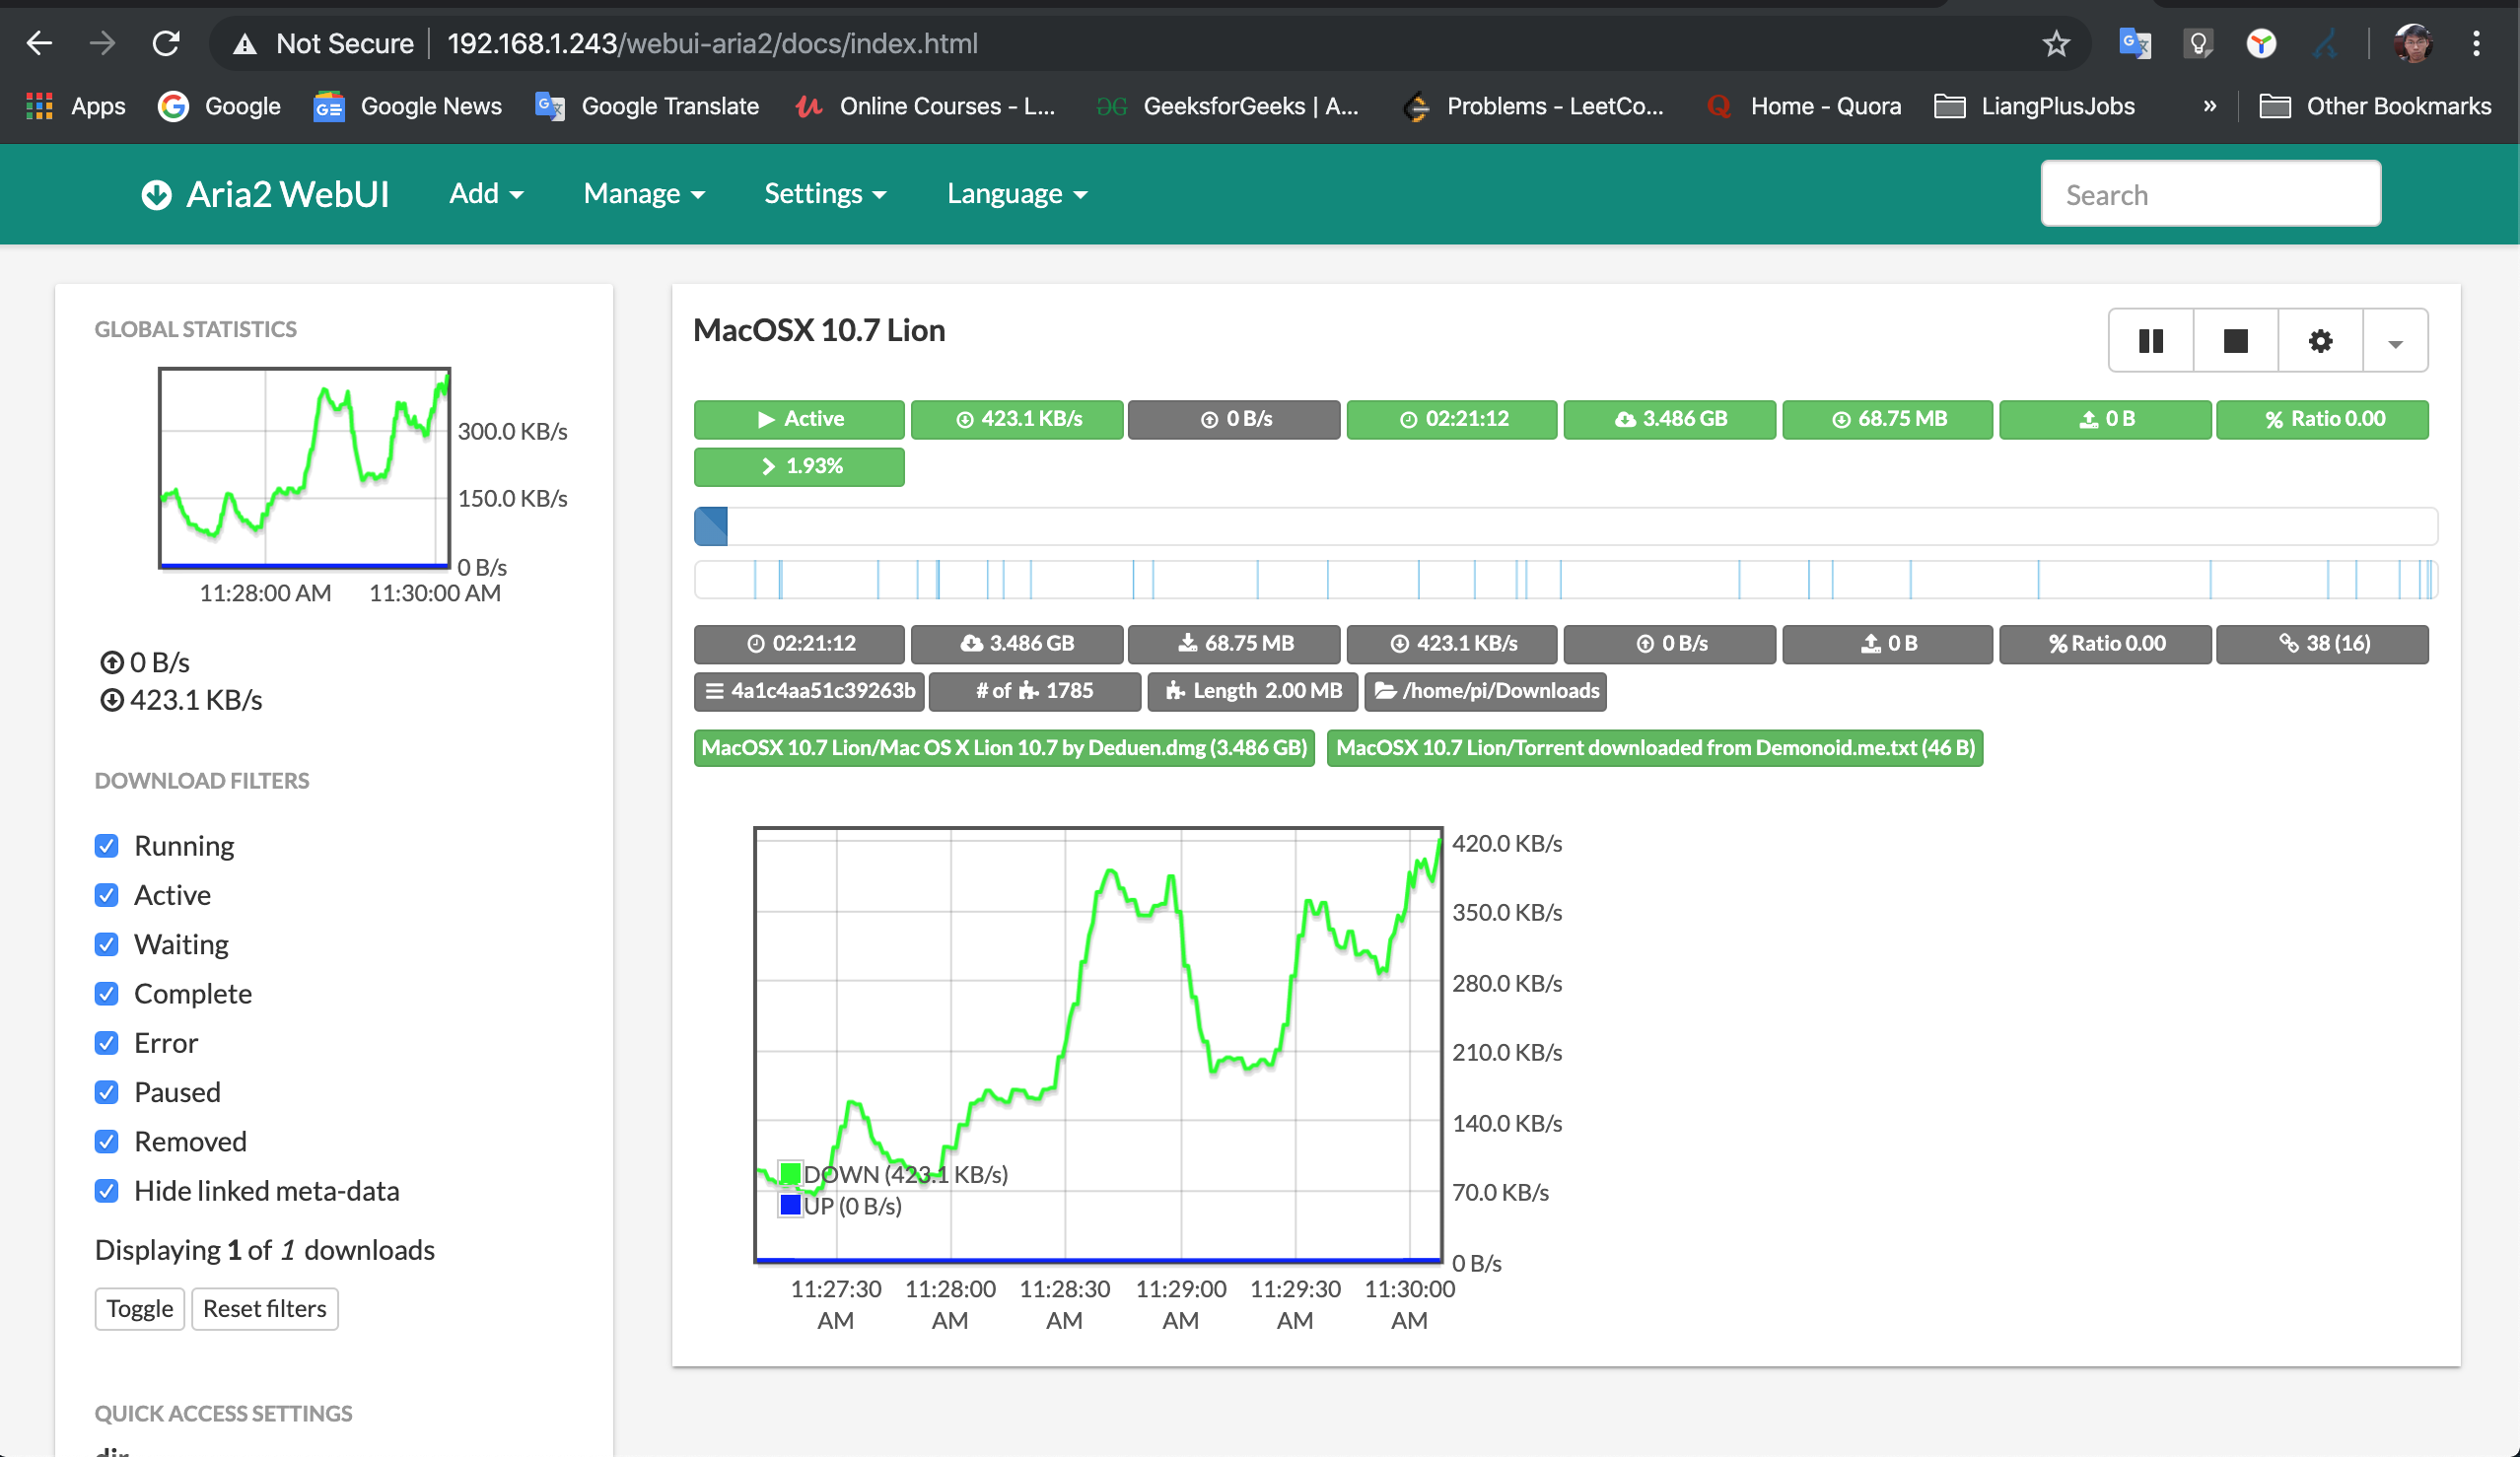 Not Secure 192.168.1.243/webui-aria2/docs/index.html
Apps Google Google News Google Translate Online Courses - L... GeeksforGeeks | A... Problems - LeetCo... Home - Quora LiangPlusJobs » Other Bookmarks
Aria2 WebUI Add Manage Settings Language Search
GLOBAL STATISTICS
300.0 KB/s
150.0 KB/s
0 B/s
11:28:00 AM 11:30:00 AM
0 B/s
423.1 KB/s
DOWNLOAD FILTERS
Running
Active
Waiting
Complete
Error
Paused
Removed
Hide linked meta-data
Displaying 1 of 1 downloads
Toggle Reset filters
QUICK ACCESS SETTINGS
dir
MacOSX 10.7 Lion
Active 423.1 KB/s 0 B/s 02:21:12 3.486 GB 68.75 MB 0 B % Ratio 0.00
1.93%
02:21:12 3.486 GB 68.75 MB 423.1 KB/s 0 B/s 0 B % Ratio 0.00 38 (16)
4a1c4aa51c39263b # of 1785 Length 2.00 MB /home/pi/Downloads
MacOSX 10.7 Lion/Mac OS X Lion 10.7 by Deduen.dmg (3.486 GB) MacOSX 10.7 Lion/Torrent downloaded from Demonoid.me.txt (46 B)
420.0 KB/s
350.0 KB/s
280.0 KB/s
210.0 KB/s
140.0 KB/s
70.0 KB/s
0 B/s
DOWN (423.1 KB/s)
UP (0 B/s)
11:27:30 11:28:00 11:28:30 11:29:00 11:29:30 11:30:00
AM AM AM AM AM AM